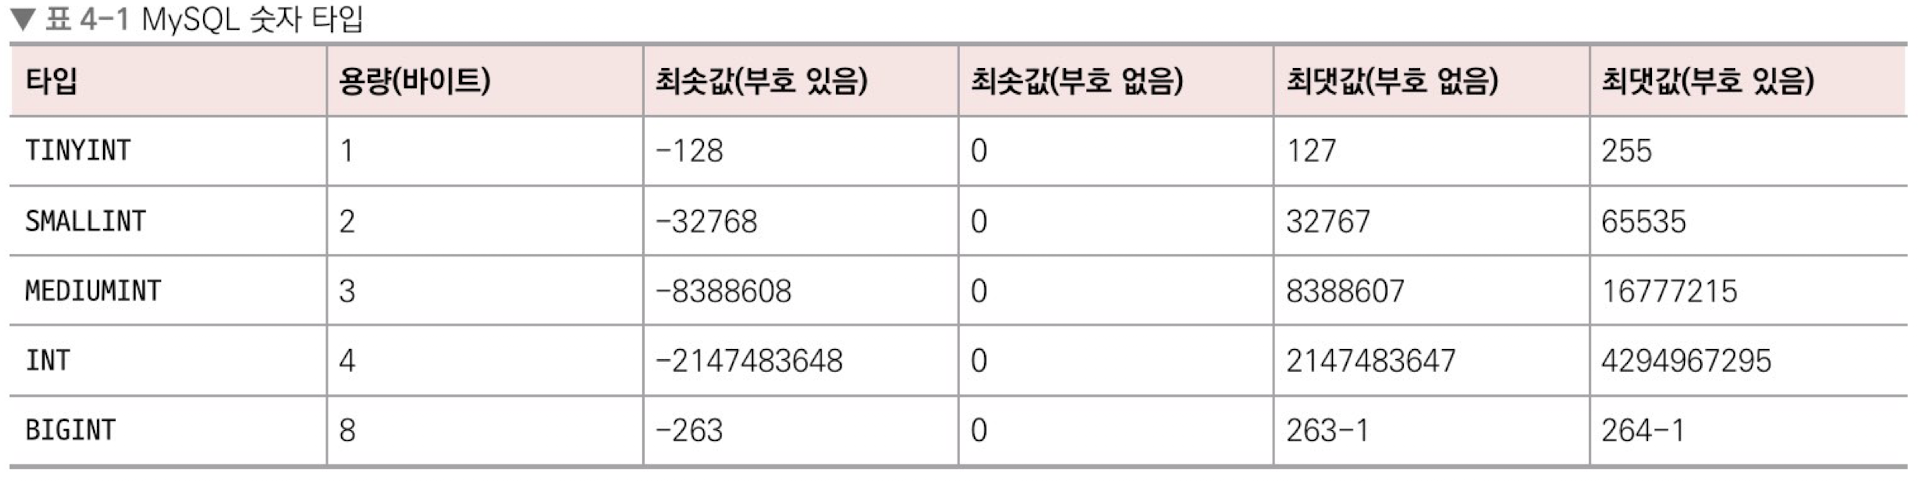 ▼ 표 4-1 MySQL 숫자 타입
타입 용량(바이트) 최솟값(부호 있음) 최솟값(부호 없음) 최댓값(부호 없음) 최댓값(부호 있음)
TINYINT 1 -128 0 127 255
SMALLINT 2 -32768 0 32767 65535
MEDIUMINT 3 -8388608 0 8388607 16777215
INT 4 -2147483648 0 2147483647 4294967295
BIGINT 8 -263 0 263-1 264-1